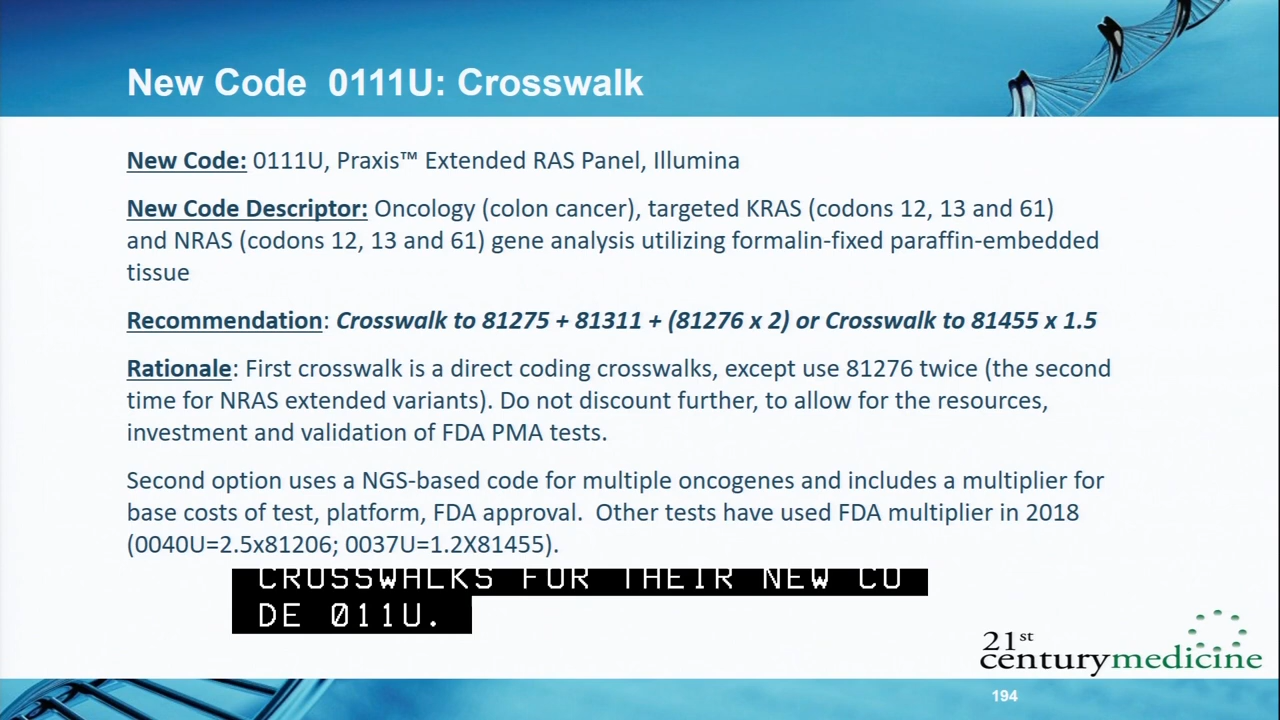 New Code 0111U: Crosswalk
New Code: 0111U, Praxis™ Extended RAS Panel, Illumina
New Code Descriptor: Oncology (colon cancer), targeted KRAS (codons 12, 13 and 61)
and NRAS (codons 12, 13 and 61) gene analysis utilizing formalin-fixed paraffin-embedded
tissue
Recommendation: Crosswalk to 81275 + 81311 + (81276 x 2) or Crosswalk to 81455 x 1.5
Rationale: First crosswalk is a direct coding crosswalks, except use 81276 twice (the second
time for NRAS extended variants). Do not discount further, to allow for the resources,
investment and validation of FDA PMA tests.
Second option uses a NGS-based code for multiple oncogenes and includes a multiplier for
base costs of test, platform, FDA approval. Other tests have used FDA multiplier in 2018
(0040U=2.5x81206; 0037U=1.2X81455).
CROSSWALKS FOR THEIR NEW CO
DE 011U.
21st
centurymedicine
194